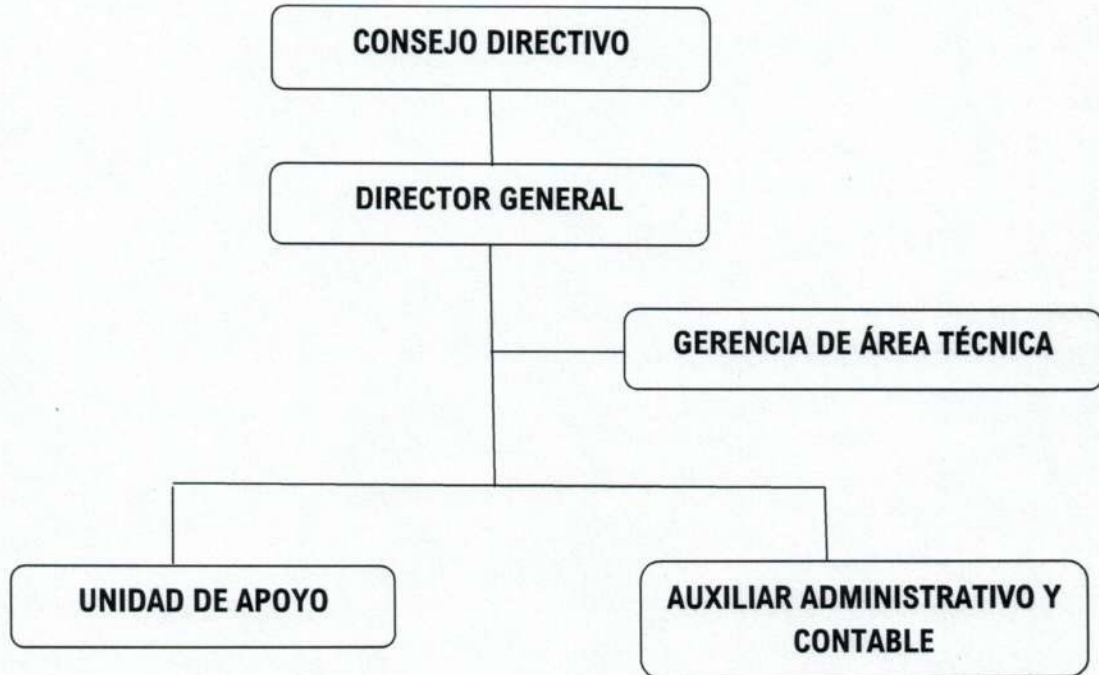 CONSEJO DIRECTIVO
DIRECTOR GENERAL
GERENCIA DE ÁREA TÉCNICA
UNIDAD DE APOYO
AUXILIAR ADMINISTRATIVO Y
CONTABLE